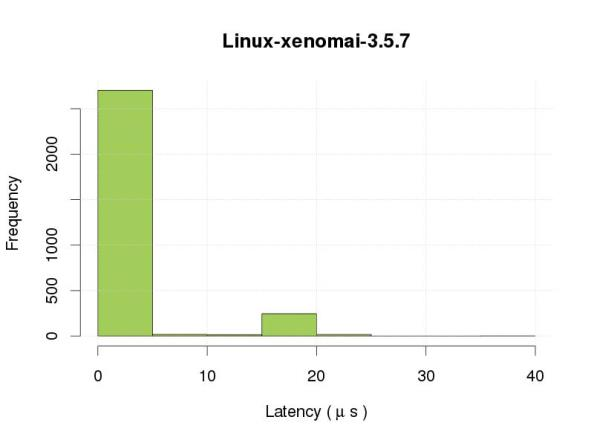 Linux-xenomai-3.5.7
2000
1000
500
0
Frequency
0 10 20 30 40
Latency ( μ s )